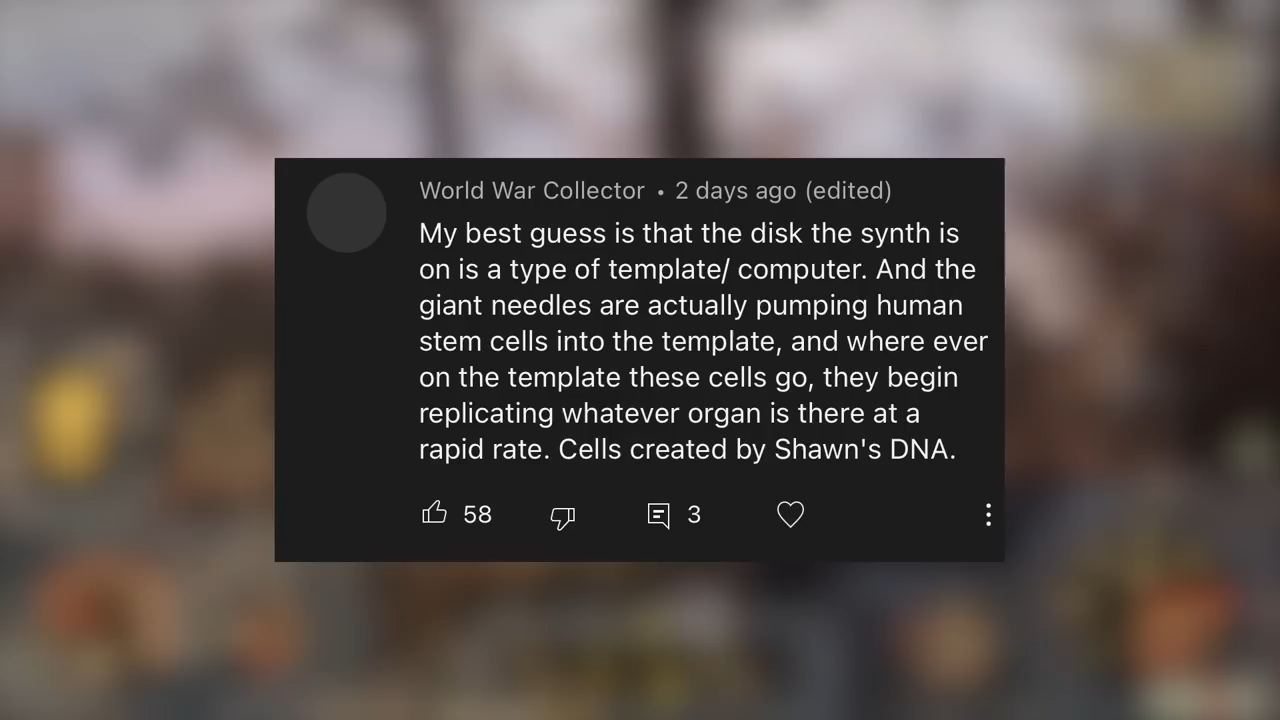 World War Collector • 2 days ago (edited)
My best guess is that the disk the synth is
on is a type of template/ computer. And the
giant needles are actually pumping human
stem cells into the template, and where ever
on the template these cells go, they begin
replicating whatever organ is there at a
rapid rate. Cells created by Shawn's DNA.
58 3